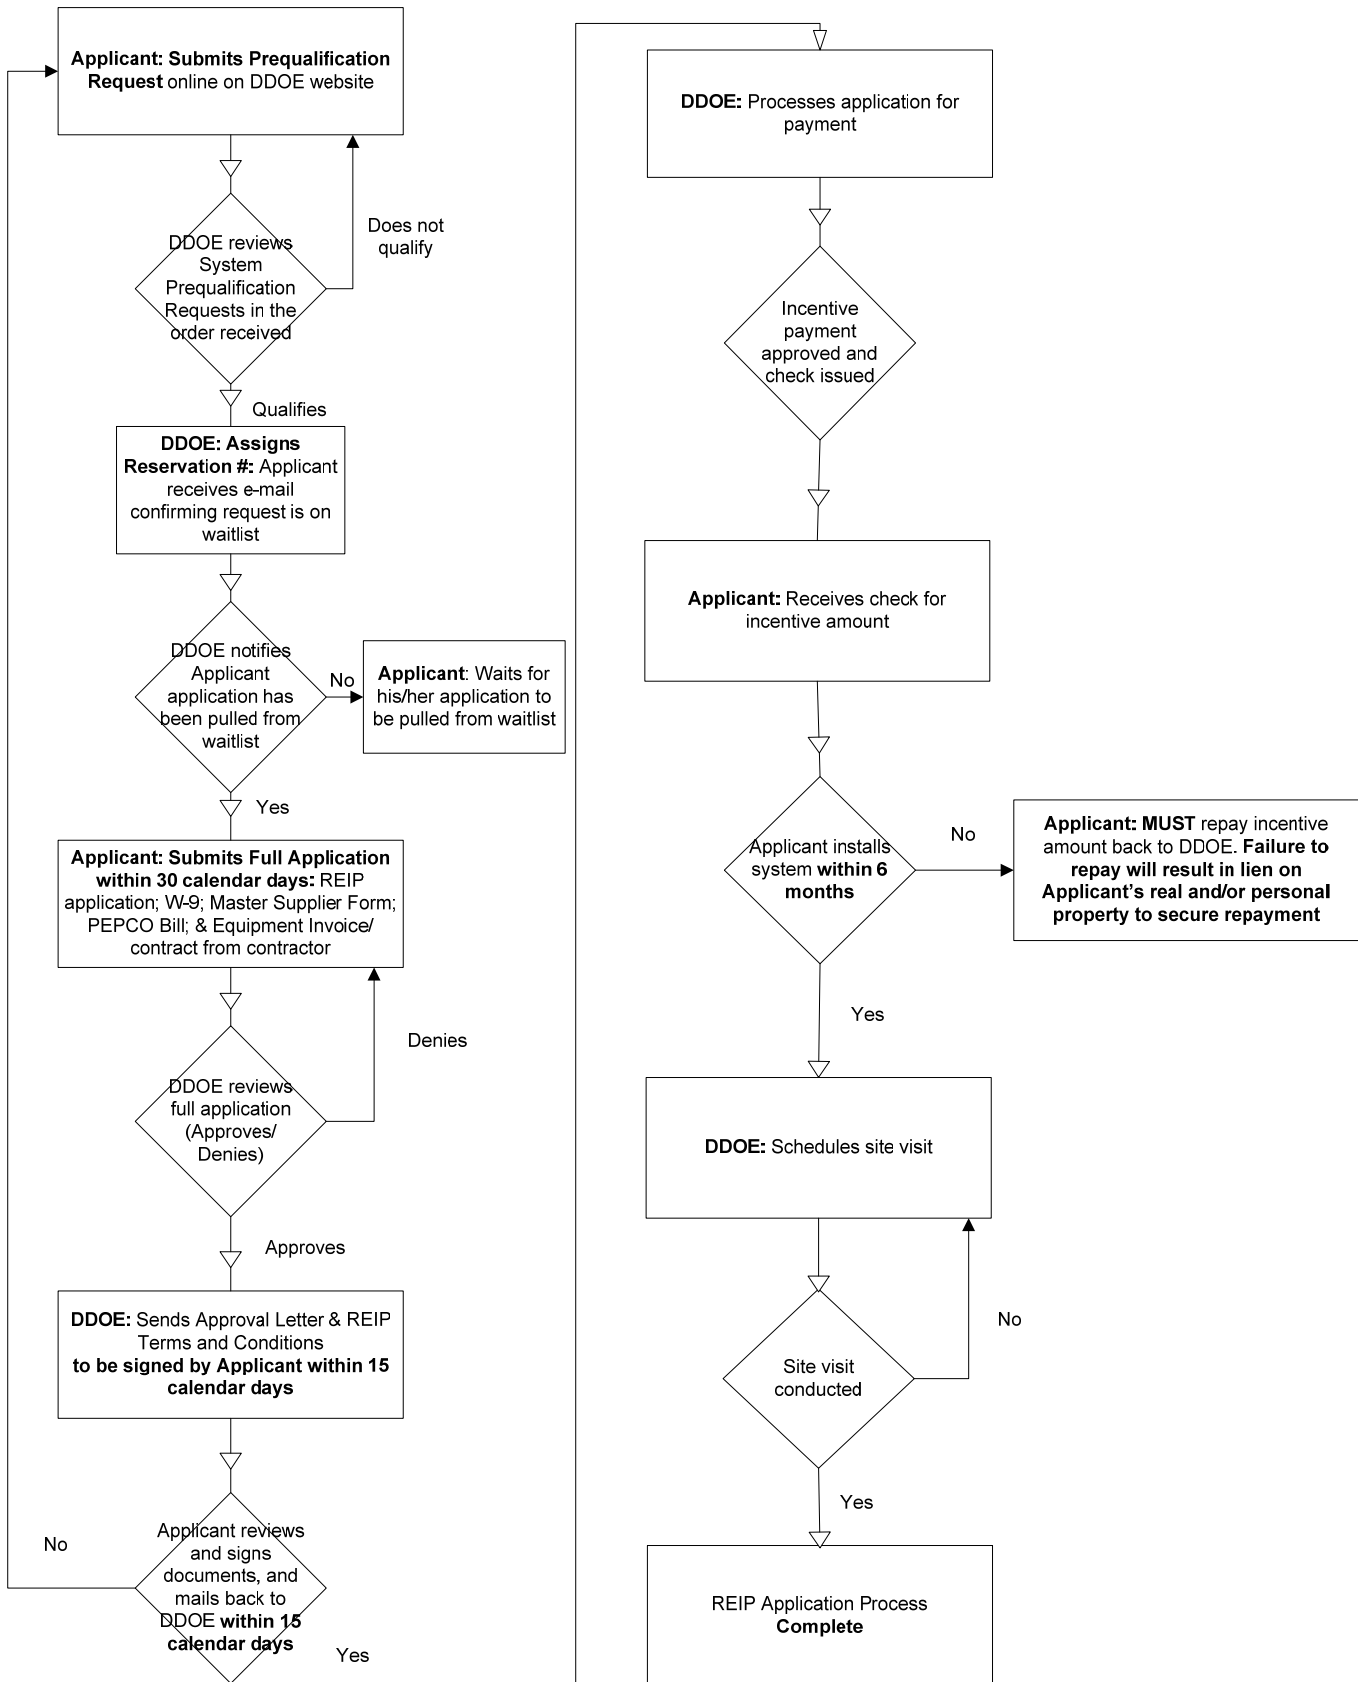 Applicant: Submits Prequalification
Request online on DDOE website
Does not
qualify
DDOE reviews
System
Prequalification
Requests in the
order received
Qualifies
DDOE: Assigns
Reservation #: Applicant
receives e-mail
confirming request is on
waitlist
DDOE notifies
Applicant
application has
been pulled from
waitlist
No
Applicant: Waits for
his/her application to
be pulled from waitlist
Yes
Applicant: Submits Full Application
within 30 calendar days: REIP
application; W-9; Master Supplier Form;
PEPCO Bill; & Equipment Invoice/
contract from contractor
Denies
DDOE reviews
full application
(Approves/
Denies)
Approves
DDOE: Sends Approval Letter & REIP
Terms and Conditions
to be signed by Applicant within 15
calendar days
No
Applicant reviews
and signs
documents, and
mails back to
DDOE within 15
calendar days
Yes
DDOE: Processes application for
payment
Incentive
payment
approved and
check issued
Applicant: Receives check for
incentive amount
Applicant installs
system within 6
months
No
Applicant: MUST repay incentive
amount back to DDOE. Failure to
repay will result in lien on
Applicant's real and/or personal
property to secure repayment
Yes
DDOE: Schedules site visit
No
Site visit
conducted
Yes
REIP Application Process
Complete